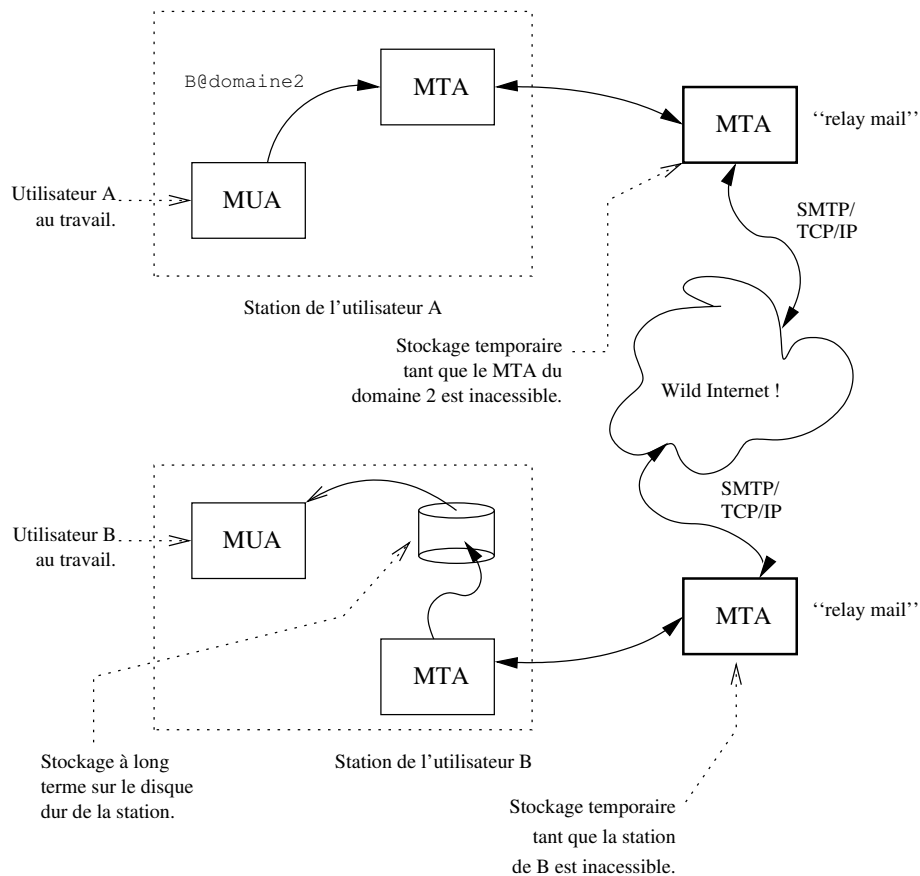 B@domaine2
MTA
MTA
‘‘relay mail’’
Utilisateur A
au travail.
MUA
SMTP/
TCP/IP
Station de l’utilisateur A
Stockage temporaire
tant que le MTA du
domaine 2 est inacessible.
Wild Internet !
SMTP/
TCP/IP
Utilisateur B
au travail.
MUA
MTA
‘‘relay mail’’
MTA
Stockage à long
terme sur le disque
dur de la station.
Station de l’utilisateur B
Stockage temporaire
tant que la station
de B est inacessible.